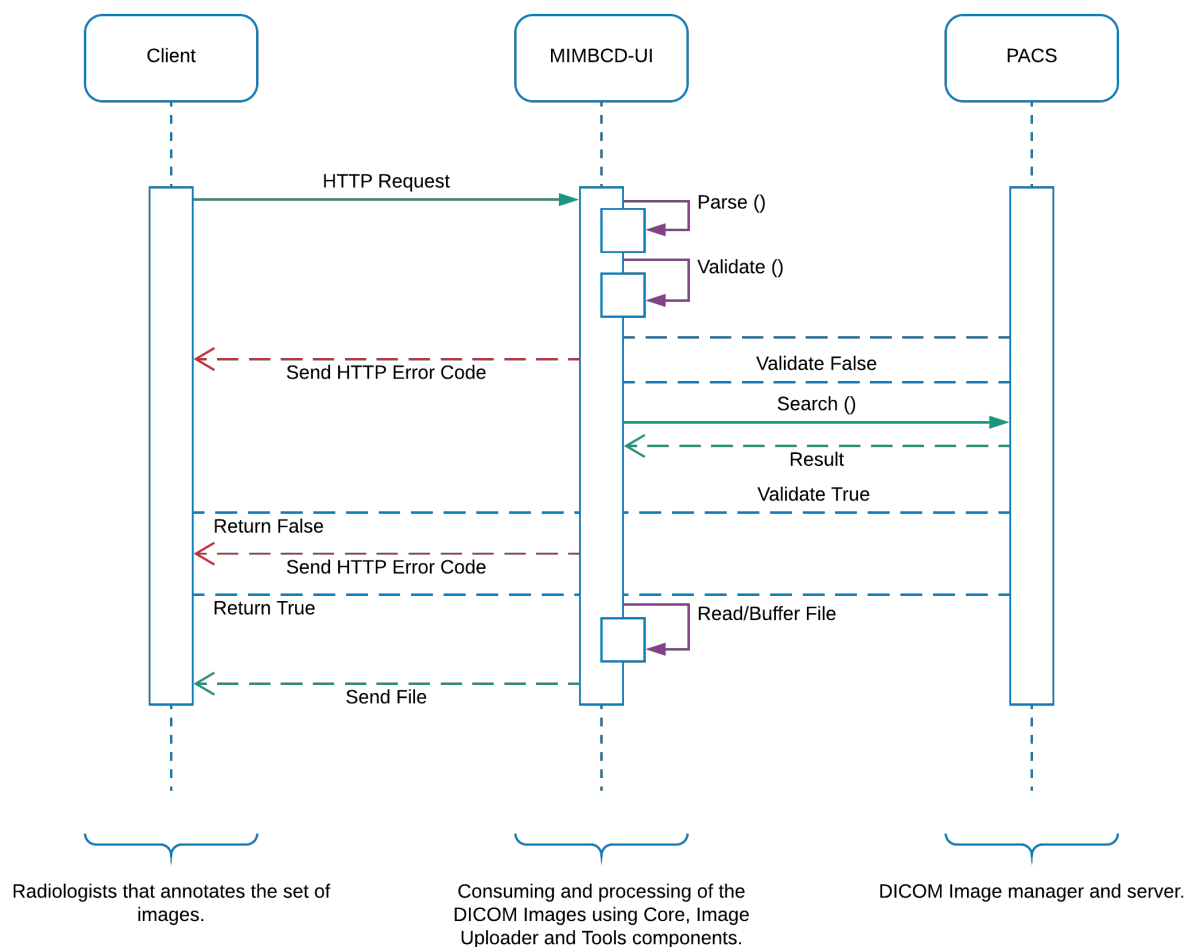 Client
MIMBCD-UI
PACS
HTTP Request
Parse ()
Validate ()
Validate False
Send HTTP Error Code
Search ()
Result
Validate True
Return False
Send HTTP Error Code
Return True
Read/Buffer File
Send File
Radiologists that annotates the set of
images.
Consuming and processing of the
DICOM Images using Core, Image
Uploader and Tools components.
DICOM Image manager and server.